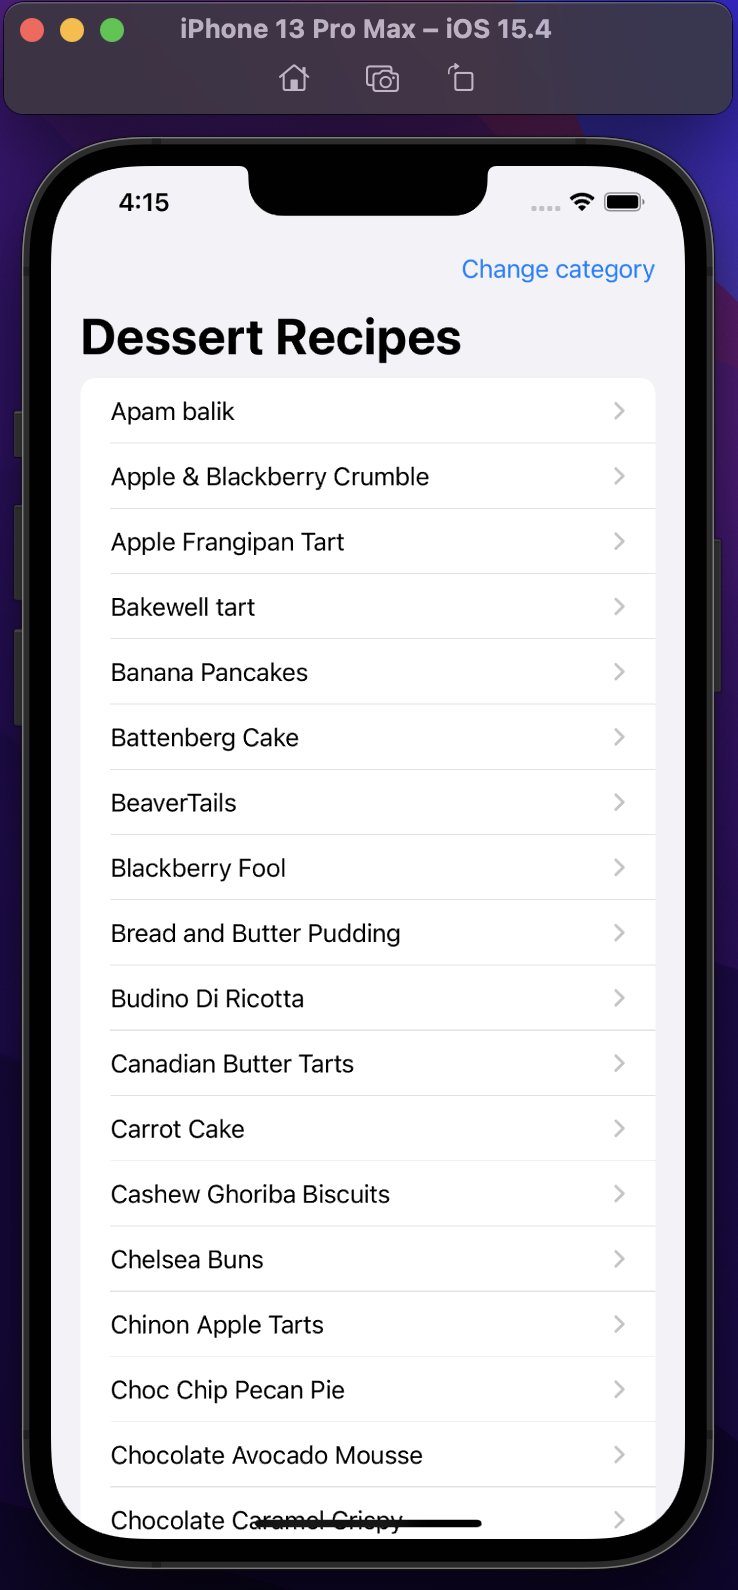 iPhone 13 Pro Max – iOS 15.4
4:15
Change category
Dessert Recipes
Apam balik
Apple & Blackberry Crumble
Apple Frangipan Tart
Bakewell tart
Banana Pancakes
Battenberg Cake
BeaverTails
Blackberry Fool
Bread and Butter Pudding
Budino Di Ricotta
Canadian Butter Tarts
Carrot Cake
Cashew Ghoriba Biscuits
Chelsea Buns
Chinon Apple Tarts
Choc Chip Pecan Pie
Chocolate Avocado Mousse
Chocolate Caramel Crispy